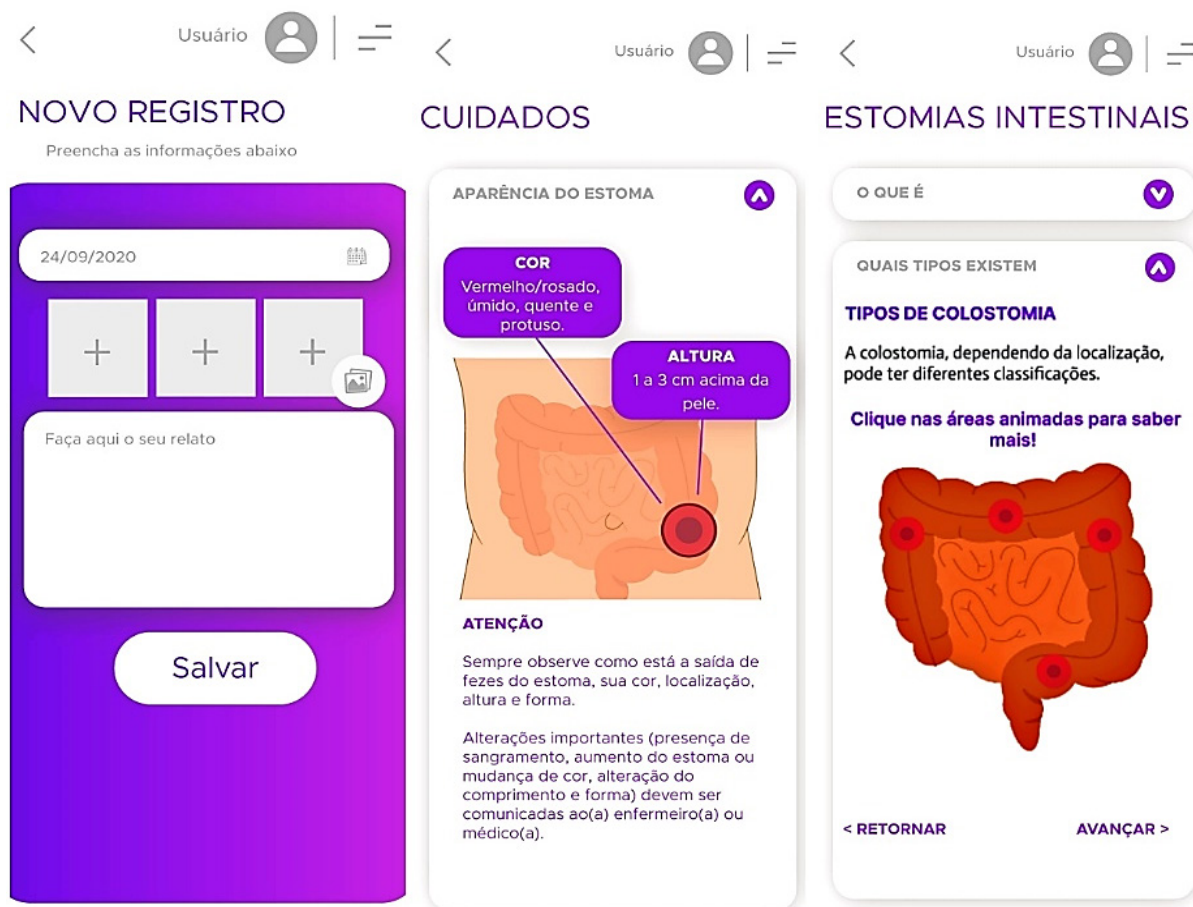 Usuário
NOVO REGISTRO
Preencha as informações abaixo
24/09/2020
Faça aqui o seu relato
Salvar
Usuário
CUIDADOS
APARÊNCIA DO ESTOMA
COR
Vermelho/rosado,
úmido, quente e
protuso.
ALTURA
1 a 3 cm acima da
pele.
ATENÇÃO
Sempre observe como está a saída de
fezes do estoma, sua cor, localização,
altura e forma.
Alterações importantes (presença de
sangramento, aumento do estoma ou
mudança de cor, alteração do
comprimento e forma) devem ser
comunicadas ao(a) enfermeiro(a) ou
médico(a).
Usuário
ESTOMIAS INTESTINAIS
O QUE É
QUAIS TIPOS EXISTEM
TIPOS DE COLOSTOMIA
A colostomia, dependendo da localização,
pode ter diferentes classificações.
Clique nas áreas animadas para saber
mais!
< RETORNAR
AVANÇAR >